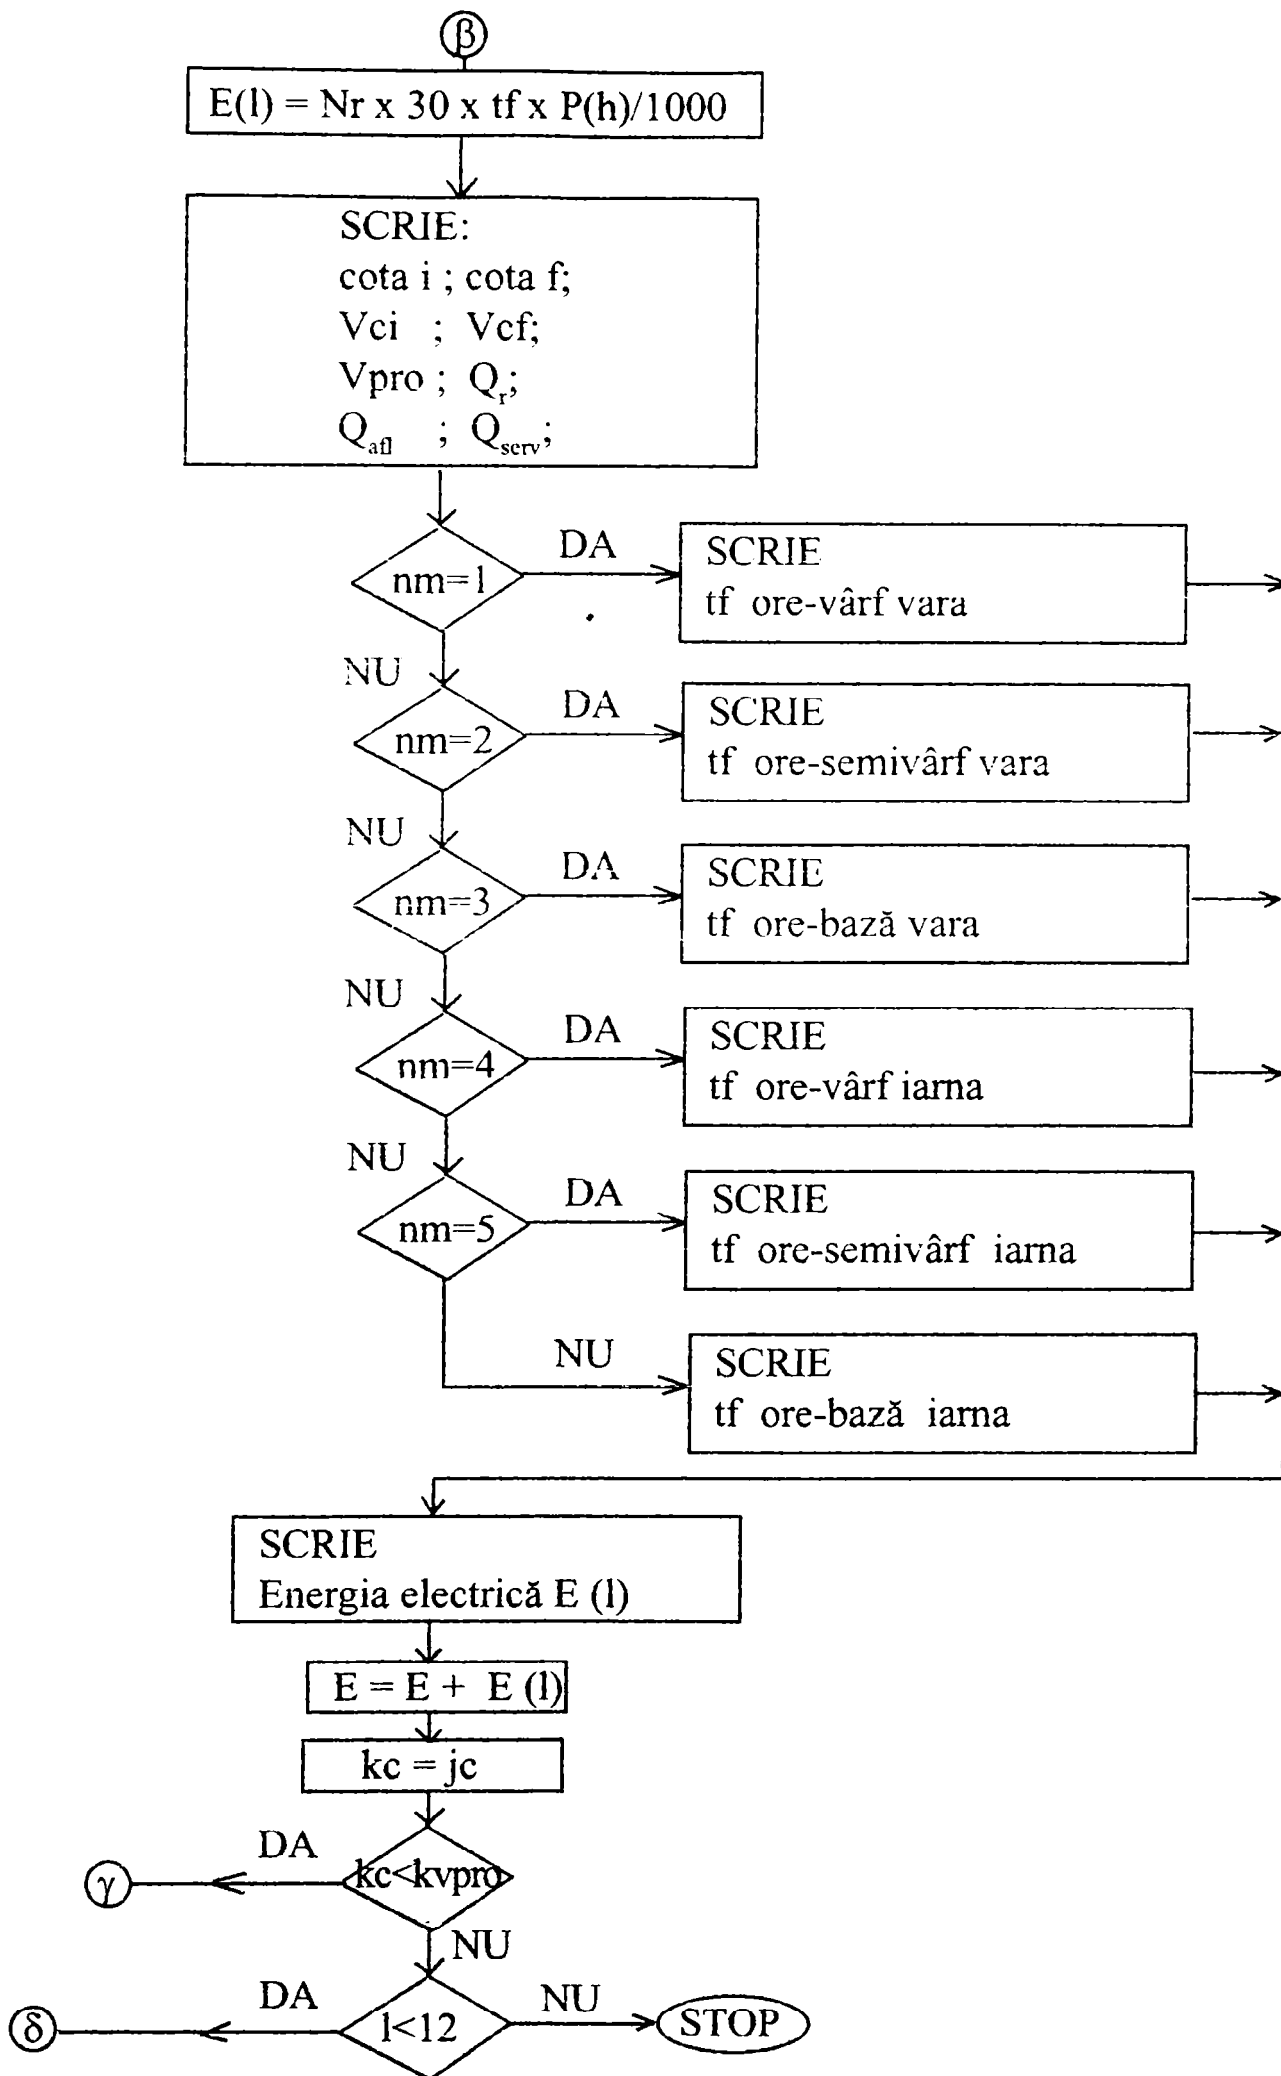 β
E(l) = Nr x 30 x tf x P(h)/1000
SCRIE:
cota i ; cota f;
Vci ; Vcf;
Vpro ; Qr;
Qafl ; Qserv;
nm=1
DA
SCRIE
tf ore-vârf vara
NU
nm=2
DA
SCRIE
tf ore-semivârf vara
NU
nm=3
DA
SCRIE
tf ore-bază vara
NU
nm=4
DA
SCRIE
tf ore-vârf iarna
NU
nm=5
DA
SCRIE
tf ore-semivârf iarna
NU
SCRIE
tf ore-bază iarna
SCRIE
Energia electrică E (l)
E = E + E (l)
kc = jc
DA
γ
kc<kvpro
NU
DA
δ
l<12
NU
STOP